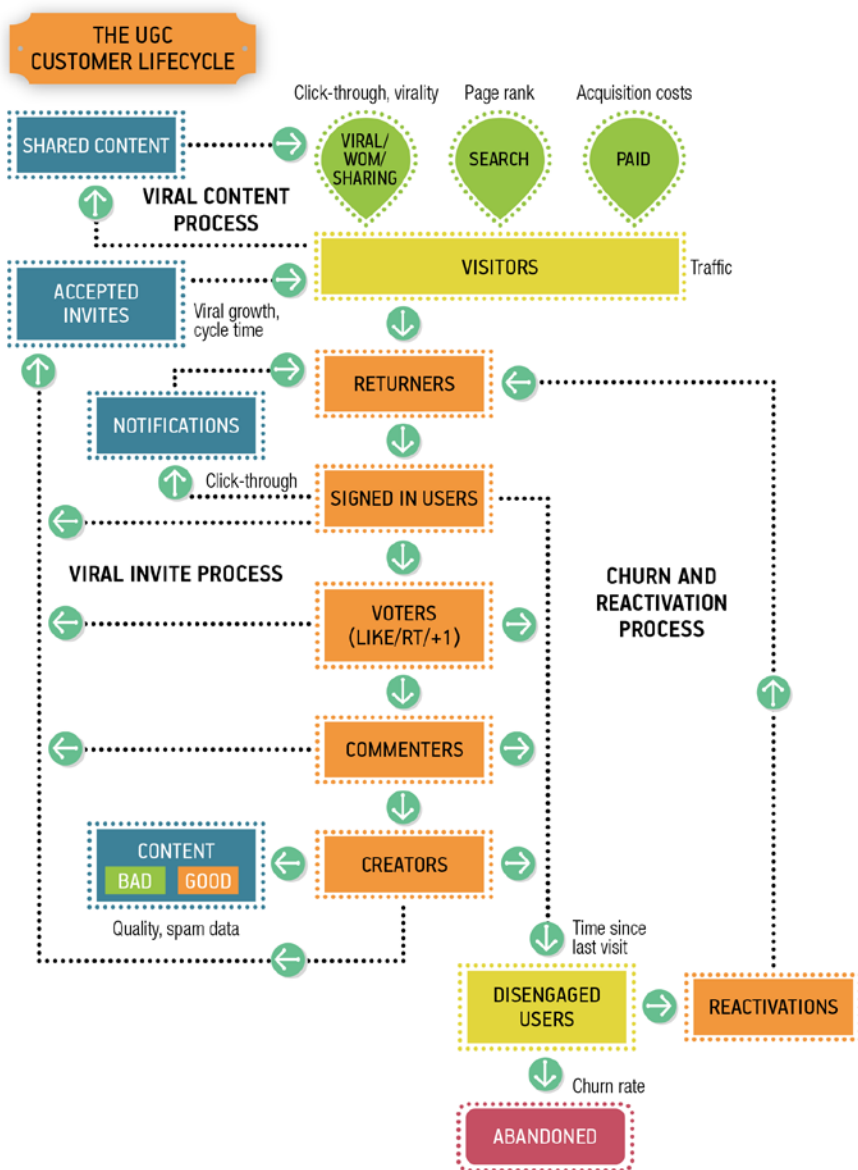 THE UGC
CUSTOMER LIFECYCLE
Click-through, virality
Page rank
Acquisition costs
SHARED CONTENT
VIRAL/
WOM/
SHARING
SEARCH
PAID
VIRAL CONTENT
PROCESS
VISITORS
Traffic
ACCEPTED
INVITES
Viral growth,
cycle time
RETURNERS
NOTIFICATIONS
Click-through
SIGNED IN USERS
VIRAL INVITE PROCESS
CHURN AND
REACTIVATION
PROCESS
VOTERS
(LIKE/RT/+1)
COMMENTERS
CONTENT
BAD
GOOD
CREATORS
Quality, spam data
Time since
last visit
DISENGAGED
USERS
REACTIVATIONS
Churn rate
ABANDONED